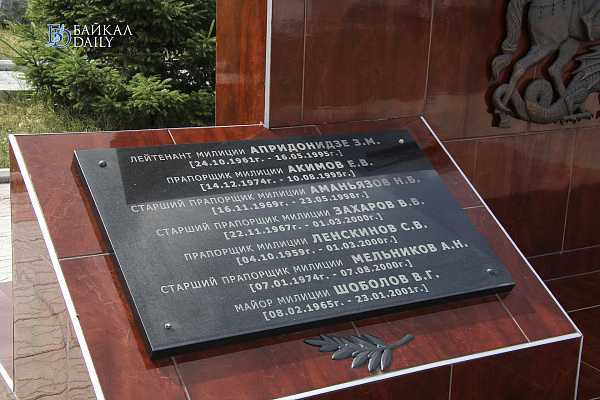 БАЙКАЛ
DAILY
ЛЕЙТЕНАНТ МИЛИЦИИ АПРИДОНИДЗЕ З.М.
[24.10.1961г. - 16.05.1995г.]
ПРАПОРЩИК МИЛИЦИИ АКИМОВ Е.В.
[14.12.1974г. - 10.08.1995г.]
СТАРШИЙ ПРАПОРЩИК МИЛИЦИИ АМАНЬЯЗОВ Н.Б.
[16.11.1969г. - 23.05.1998г.]
СТАРШИЙ ПРАПОРЩИК МИЛИЦИИ ЗАХАРОВ В.В.
[22.11.1967г. - 01.03.2000г.]
ПРАПОРЩИК МИЛИЦИИ ЛЕНСКИНОВ С.В.
[04.10.1959г. - 01.03.2000г.]
СТАРШИЙ ПРАПОРЩИК МИЛИЦИИ МЕЛЬНИКОВ А.Н.
[07.01.1974г. - 07.08.2000г.]
МАЙОР МИЛИЦИИ ШОБОЛОВ В.Г.
[08.02.1965г. - 23.01.2001г.]